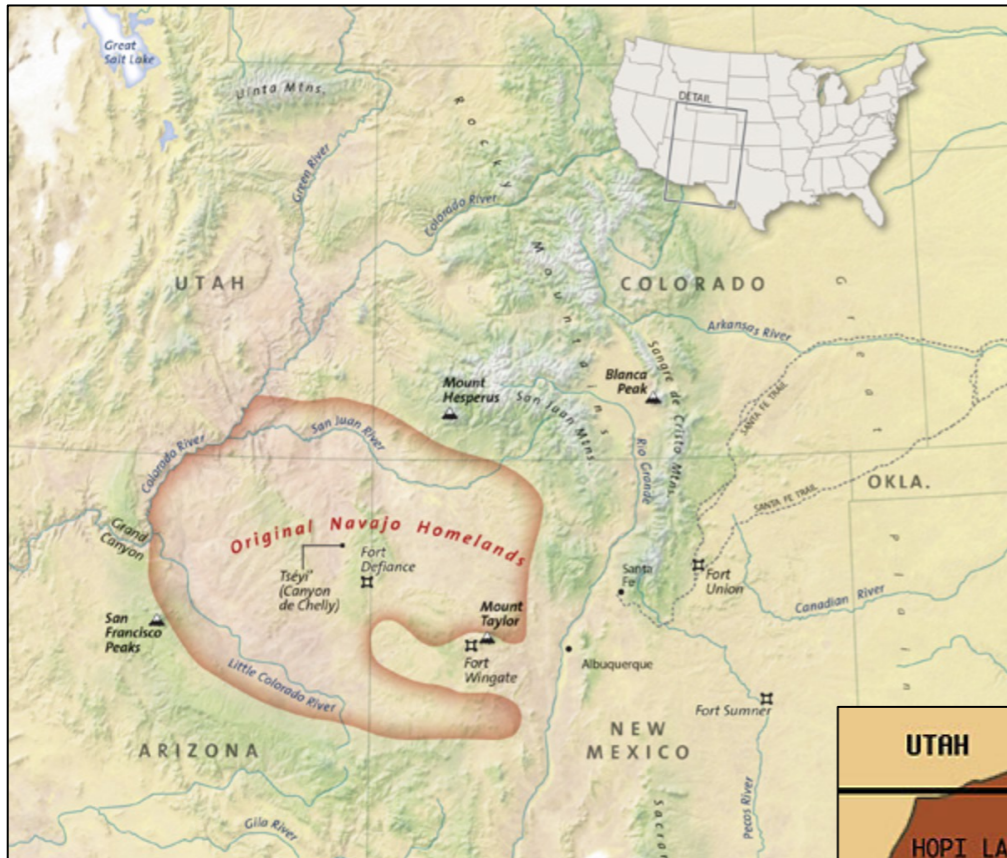 Great
Salt Lake
Uinta Mtns.
Green River
Rocky
Mountains
Colorado River
DETAIL
UTAH
COLORADO
Great
Plain
Arkansas River
SANTA FE TRAIL
SANTA FE TRAIL
Mount
Hesperus
San Juan Mtns.
Blanca
Peak
Sangre de Cristo Mtns.
Rio Grande
San Juan River
Colorado River
Grand
Canyon
OKLA.
Original Navajo Homelands
Tséyi'
(Canyon
de Chelly)
Fort
Defiance
Santa
Fe
Fort
Union
Canadian River
San
Francisco
Peaks
Mount
Taylor
Fort
Wingate
Albuquerque
Little Colorado River
Fort Sumner
ARIZONA
NEW
MEXICO
Pecos River
Gila River
Sacra
UTAH
HOPI LA